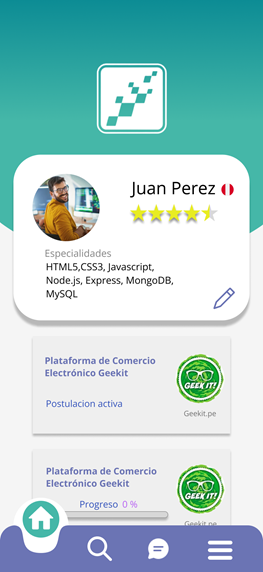 Juan Perez
Especialidades
HTML5,CSS3, Javascript,
Node.js, Express, MongoDB,
MySQL
Plataforma de Comercio
Electrónico Geekit
Postulacion activa
GEEK IT!
Geekit.pe
Plataforma de Comercio
Electrónico Geekit
Progreso 0 %
GEEK IT!
Geekit.pe